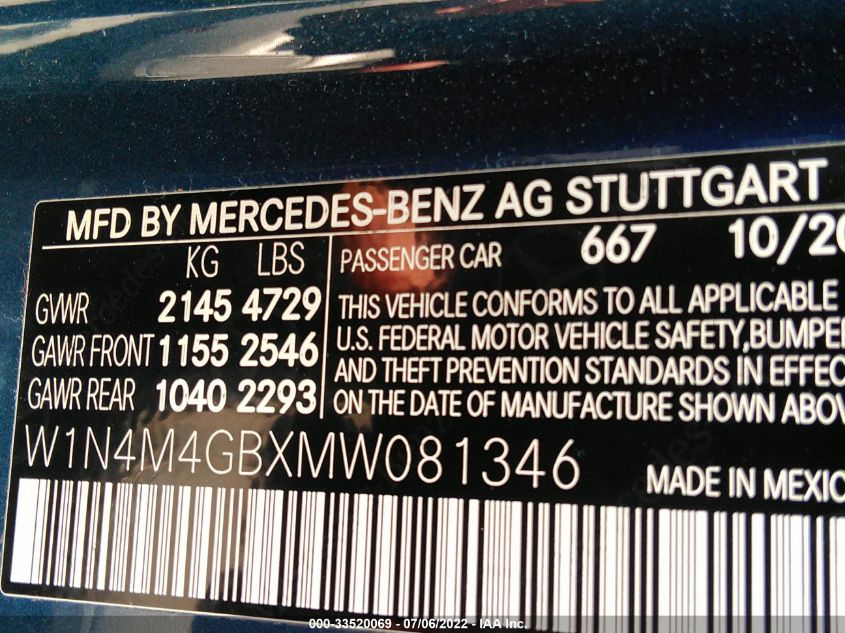 MFD BY MERCEDES-BENZ AG STUTTGART
KG LBS
GVWR 2145 4729
GAWR FRONT 1155 2546
GAWR REAR 1040 2293
PASSENGER CAR 667 10/20
THIS VEHICLE CONFORMS TO ALL APPLICABLE
U.S. FEDERAL MOTOR VEHICLE SAFETY,BUMPER
AND THEFT PREVENTION STANDARDS IN EFFEC
ON THE DATE OF MANUFACTURE SHOWN ABOV
W1N4M4GBXMW081346
MADE IN MEXIC
000-33520069 - 07/06/2022 - IAA Inc.